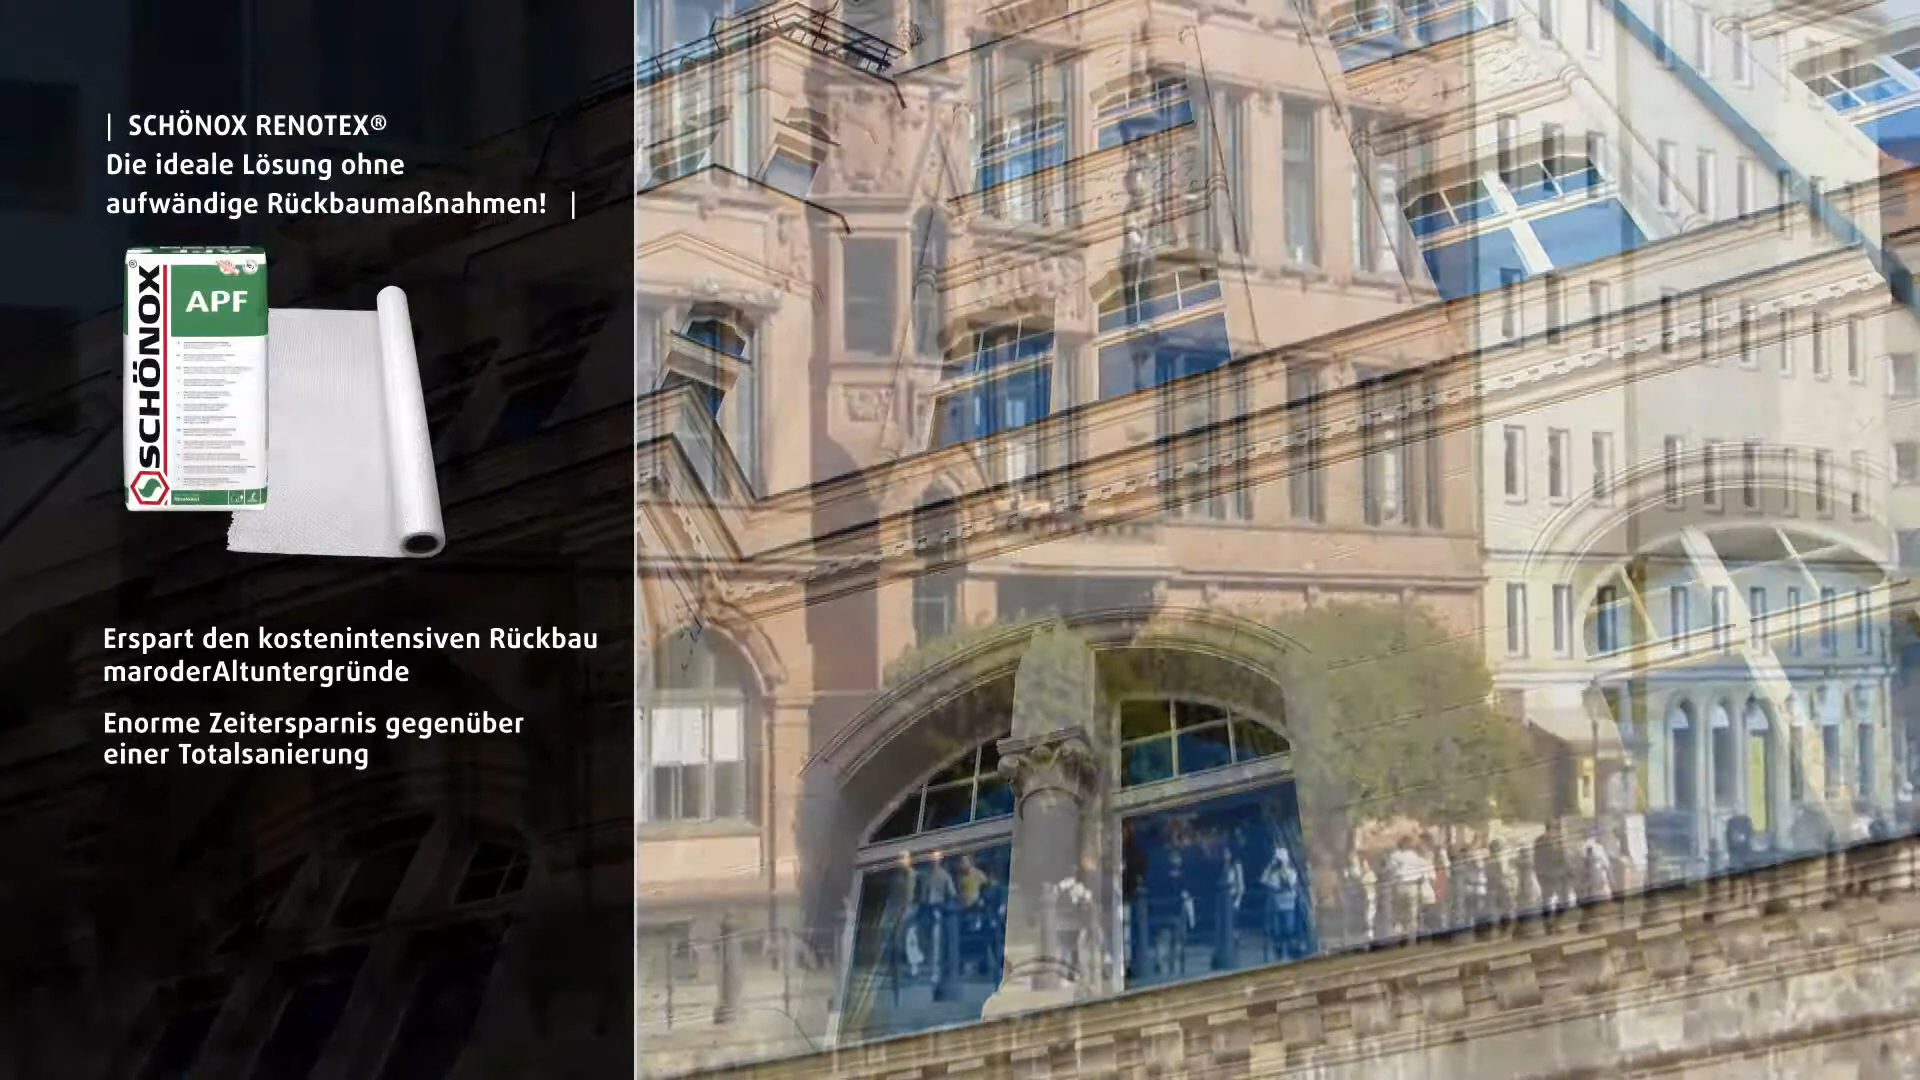 | SCHÖNOX RENOTEX®
Die ideale Lösung ohne
aufwändige Rückbaumaßnahmen! |
SCHÖNOX®
APF
Erspart den kostenintensiven Rückbau
maroderAltuntergründe
Enorme Zeitersparnis gegenüber
einer Totalsanierung